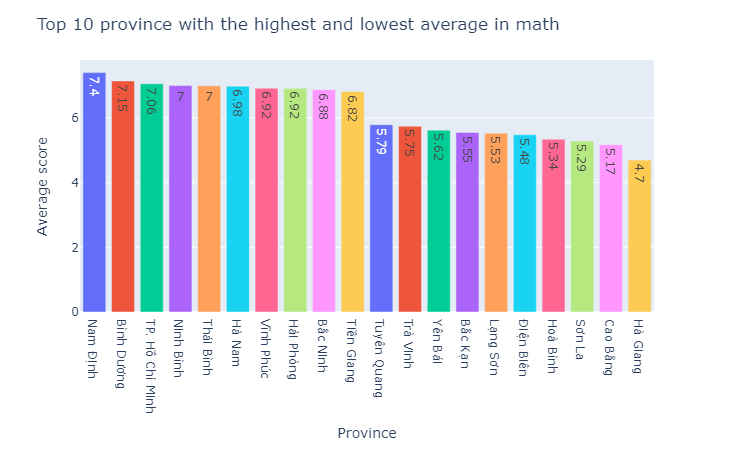 Top 10 province with the highest and lowest average in math
Average score
6
4
2
0
7.4
7.15
7.06
7
7
6.98
6.92
6.92
6.88
6.82
5.79
5.75
5.62
5.55
5.53
5.48
5.34
5.29
5.17
4.7
Nam Định
Bình Dương
TP. Hồ Chí Minh
Ninh Bình
Thái Bình
Hà Nam
Vĩnh Phúc
Hải Phòng
Bắc Ninh
Tiền Giang
Tuyên Quang
Trà Vinh
Yên Bái
Bắc Kạn
Lạng Sơn
Điện Biên
Hoà Bình
Sơn La
Cao Bằng
Hà Giang
Province